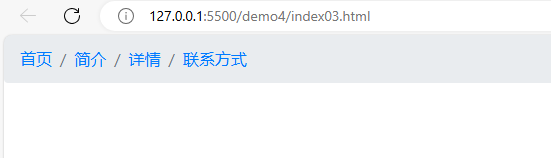 127.0.0.1:5500/demo4/index03.html
首页 / 简介 / 详情 / 联系方式